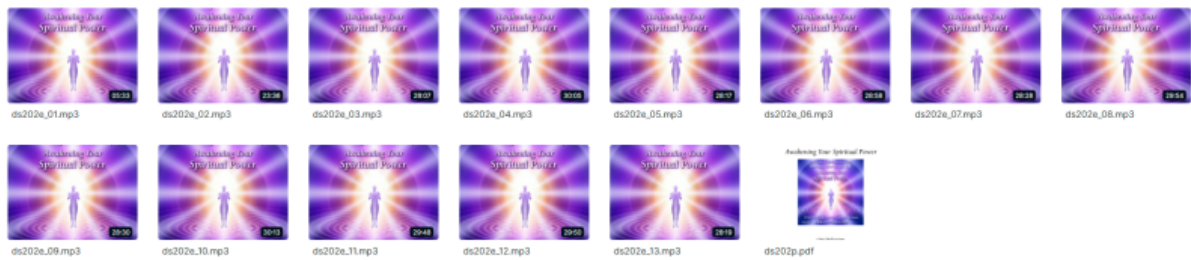 Awakening Your
Spiritual Power
05:33
ds202e_01.mp3
Awakening Your
Spiritual Power
23:36
ds202e_02.mp3
Awakening Your
Spiritual Power
28:07
ds202e_03.mp3
Awakening Your
Spiritual Power
30:05
ds202e_04.mp3
Awakening Your
Spiritual Power
28:17
ds202e_05.mp3
Awakening Your
Spiritual Power
28:58
ds202e_06.mp3
Awakening Your
Spiritual Power
28:38
ds202e_07.mp3
Awakening Your
Spiritual Power
29:54
ds202e_08.mp3
Awakening Your
Spiritual Power
28:30
ds202e_09.mp3
Awakening Your
Spiritual Power
30:13
ds202e_10.mp3
Awakening Your
Spiritual Power
29:48
ds202e_11.mp3
Awakening Your
Spiritual Power
29:50
ds202e_12.mp3
Awakening Your
Spiritual Power
28:19
ds202e_13.mp3
Awakening Your Spiritual Power
ds202p.pdf